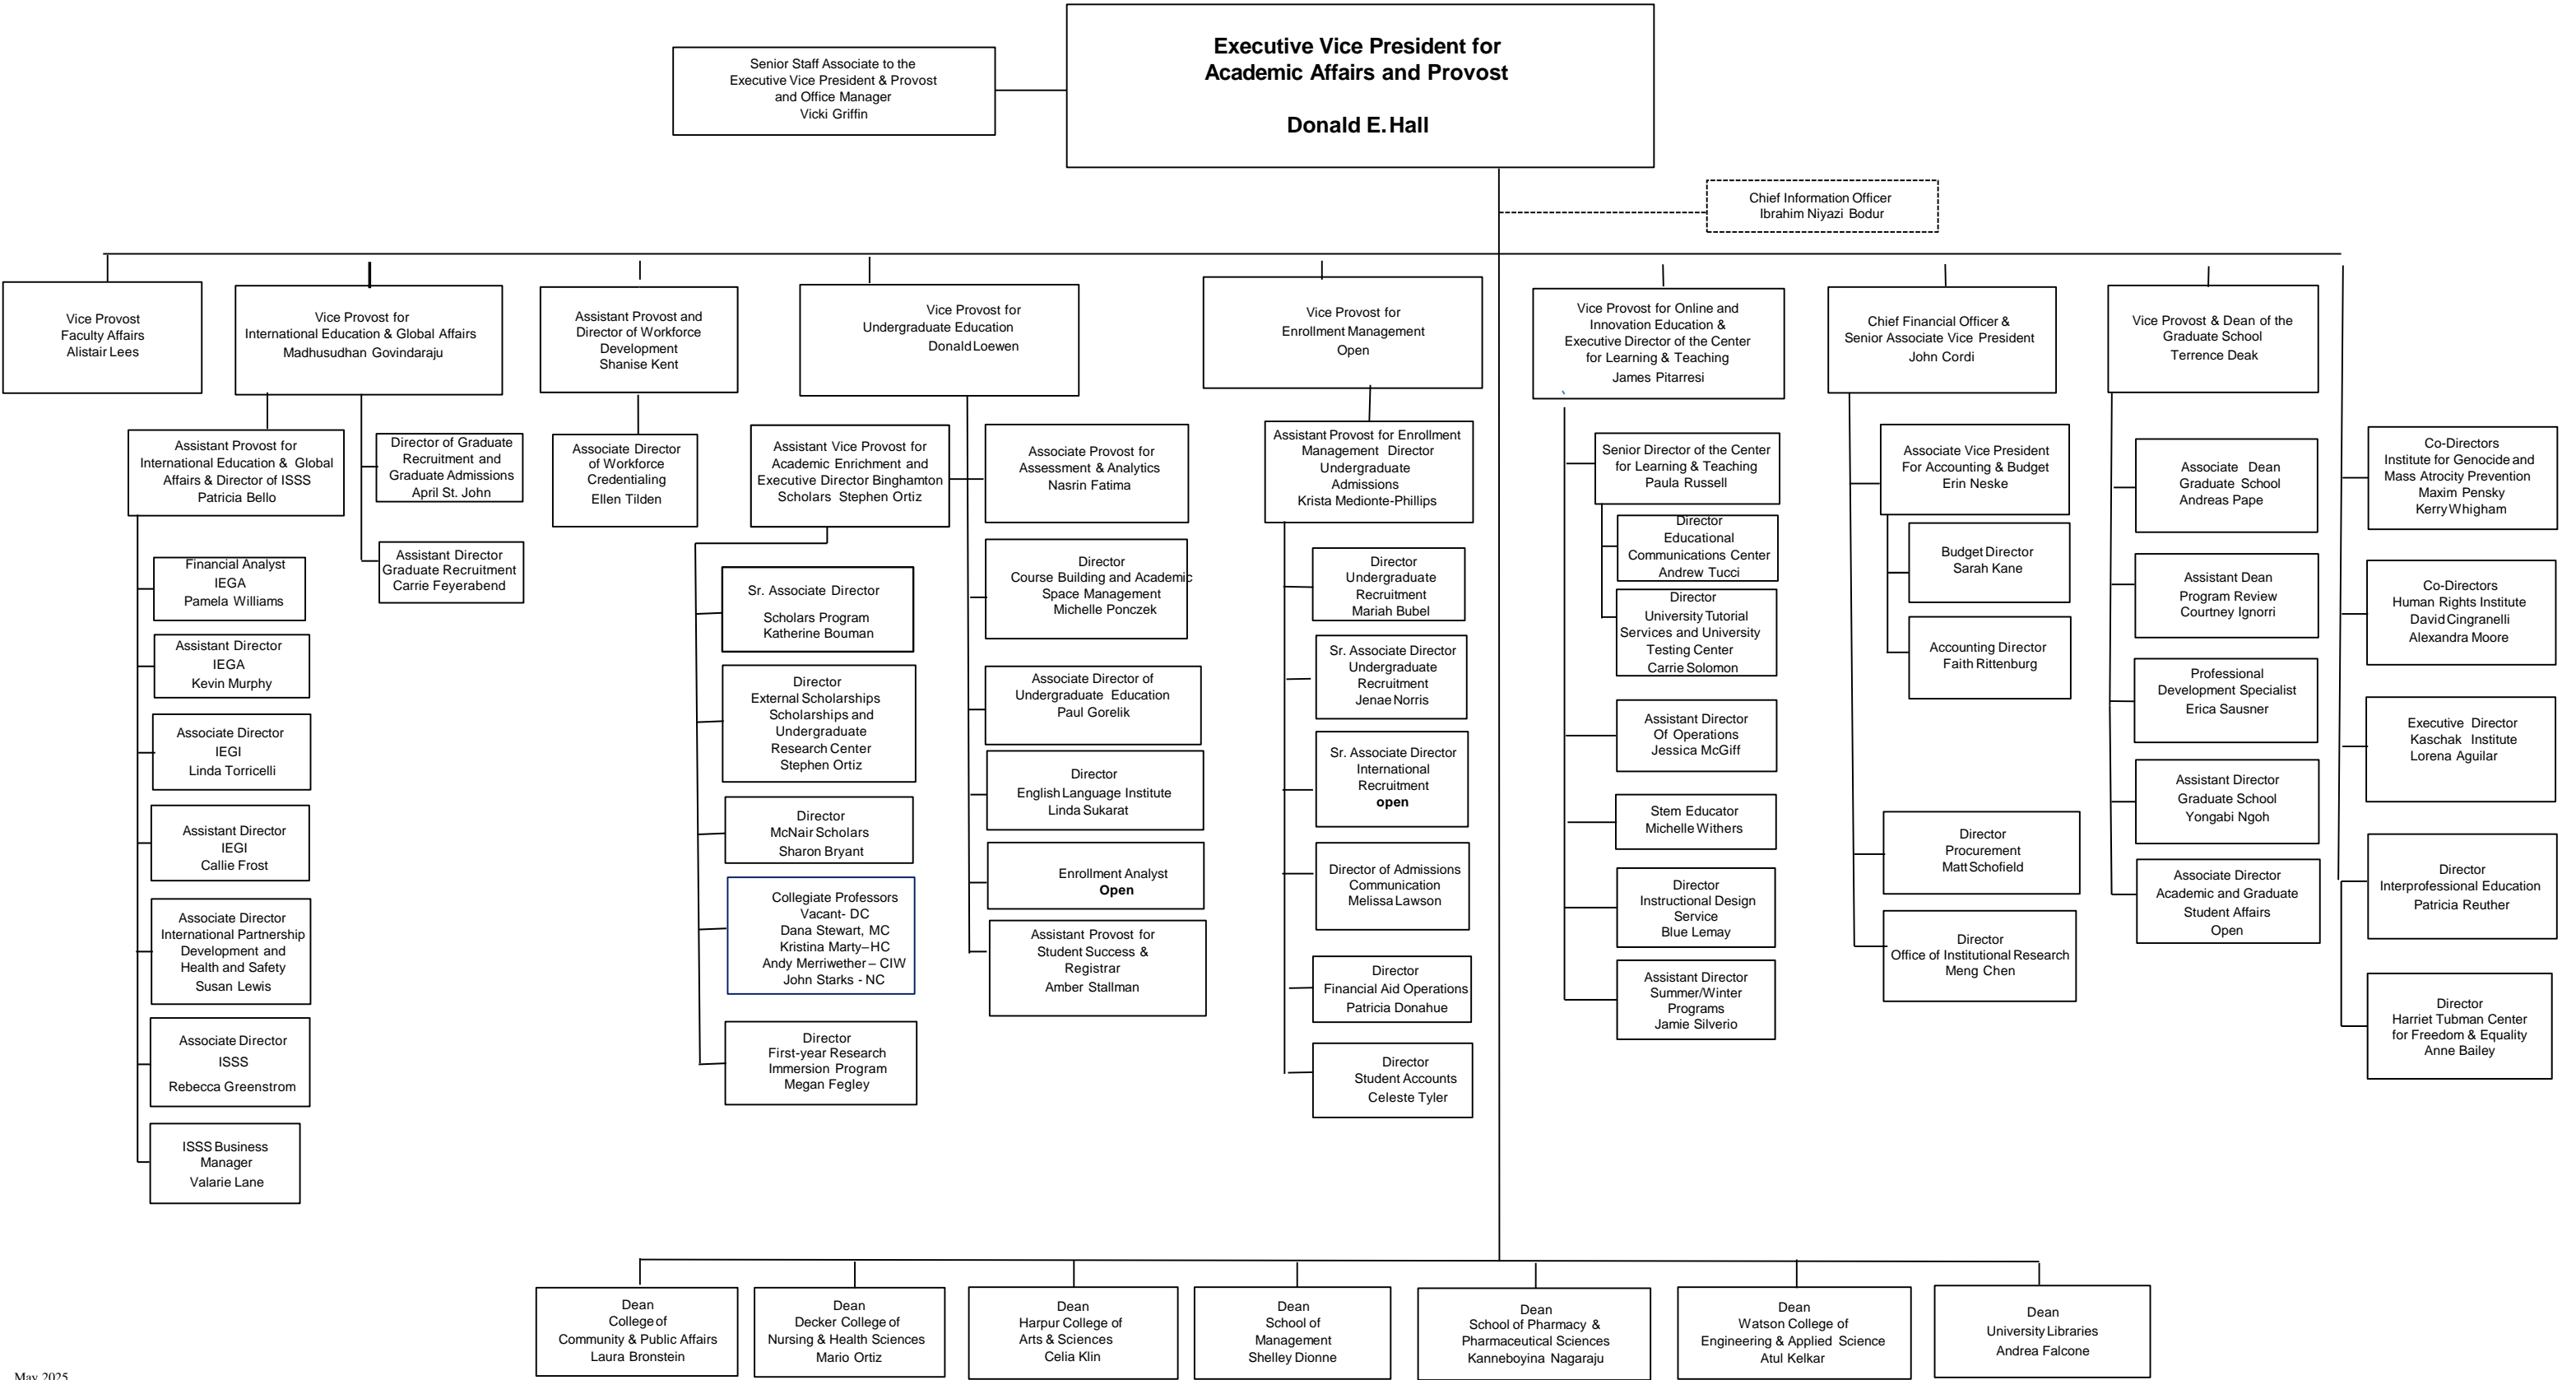 Executive Vice President for
Academic Affairs and Provost
Donald E. Hall
Senior Staff Associate to the
Executive Vice President & Provost
and Office Manager
Vicki Griffin
Chief Information Officer
Ibrahim Niyazi Bodur
Vice Provost
Faculty Affairs
Alistair Lees
Vice Provost for
International Education & Global Affairs
Madhusudhan Govindaraju
Assistant Provost and
Director of Workforce
Development
Shanise Kent
Vice Provost for
Undergraduate Education
Donald Loewen
Vice Provost for
Enrollment Management
Open
Vice Provost for Online and
Innovation Education &
Executive Director of the Center
for Learning & Teaching
James Pitarresi
Chief Financial Officer &
Senior Associate Vice President
John Cordi
Vice Provost & Dean of the
Graduate School
Terrence Deak
Assistant Provost for
International Education & Global
Affairs & Director of ISSS
Patricia Bello
Financial Analyst
IEGA
Pamela Williams
Assistant Director
IEGA
Kevin Murphy
Associate Director
IEGI
Linda Torricelli
Assistant Director
IEGI
Callie Frost
Associate Director
International Partnership
Development and
Health and Safety
Susan Lewis
Associate Director
ISSS
Rebecca Greenstrom
ISSS Business
Manager
Valarie Lane
Director of Graduate
Recruitment and
Graduate Admissions
April St. John
Assistant Director
Graduate Recruitment
Carrie Feyerabend
Associate Director
of Workforce
Credentialing
Ellen Tilden
Assistant Vice Provost for
Academic Enrichment and
Executive Director Binghamton
Scholars Stephen Ortiz
Sr. Associate Director
Scholars Program
Katherine Bouman
Director
External Scholarships
Scholarships and
Undergraduate
Research Center
Stephen Ortiz
Director
McNair Scholars
Sharon Bryant
Collegiate Professors
Vacant- DC
Dana Stewart, MC
Kristina Marty–HC
Andy Merriwether – CIW
John Starks - NC
Director
First-year Research
Immersion Program
Megan Fegley
Associate Provost for
Assessment & Analytics
Nasrin Fatima
Director
Course Building and Academic
Space Management
Michelle Ponczek
Associate Director of
Undergraduate Education
Paul Gorelik
Director
English Language Institute
Linda Sukarat
Enrollment Analyst
Open
Assistant Provost for
Student Success &
Registrar
Amber Stallman
Assistant Provost for Enrollment
Management Director
Undergraduate
Admissions
Krista Medionte-Phillips
Director
Undergraduate
Recruitment
Mariah Bubel
Sr. Associate Director
Undergraduate
Recruitment
Jenae Norris
Sr. Associate Director
International
Recruitment
open
Director of Admissions
Communication
Melissa Lawson
Director
Financial Aid Operations
Patricia Donahue
Director
Student Accounts
Celeste Tyler
Senior Director of the Center
for Learning & Teaching
Paula Russell
Director
Educational
Communications Center
Andrew Tucci
Director
University Tutorial
Services and University
Testing Center
Carrie Solomon
Assistant Director
Of Operations
Jessica McGiff
Stem Educator
Michelle Withers
Director
Instructional Design
Service
Blue Lemay
Assistant Director
Summer/Winter
Programs
Jamie Silverio
Associate Vice President
For Accounting & Budget
Erin Neske
Budget Director
Sarah Kane
Accounting Director
Faith Rittenburg
Director
Procurement
Matt Schofield
Director
Office of Institutional Research
Meng Chen
Associate Dean
Graduate School
Andreas Pape
Assistant Dean
Program Review
Courtney Ignorri
Professional
Development Specialist
Erica Sausner
Assistant Director
Graduate School
Yongabi Ngoh
Associate Director
Academic and Graduate
Student Affairs
Open
Co-Directors
Institute for Genocide and
Mass Atrocity Prevention
Maxim Pensky
Kerry Whigham
Co-Directors
Human Rights Institute
David Cingranelli
Alexandra Moore
Executive Director
Kaschak Institute
Lorena Aguilar
Director
Interprofessional Education
Patricia Reuther
Director
Harriet Tubman Center
for Freedom & Equality
Anne Bailey
Dean
College of
Community & Public Affairs
Laura Bronstein
Dean
Decker College of
Nursing & Health Sciences
Mario Ortiz
Dean
Harpur College of
Arts & Sciences
Celia Klin
Dean
School of
Management
Shelley Dionne
Dean
School of Pharmacy &
Pharmaceutical Sciences
Kanneboyina Nagaraju
Dean
Watson College of
Engineering & Applied Science
Atul Kelkar
Dean
University Libraries
Andrea Falcone
May 2025